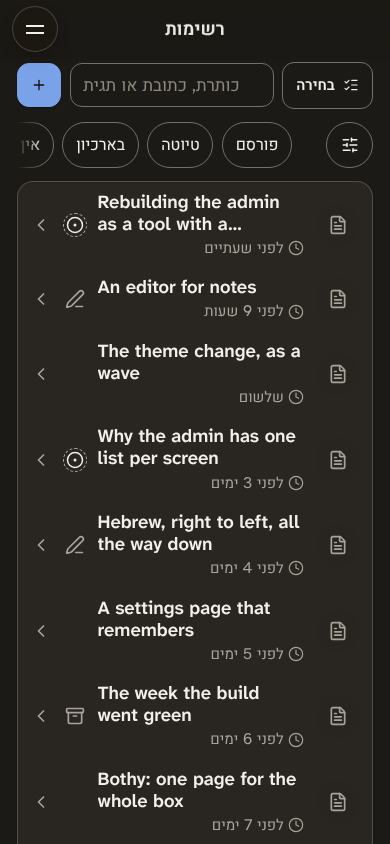 רשימות
בחירה
כותרת, כתובת או תגית
+
פורסם
טיוטה
בארכיון
אין
Rebuilding the admin
as a tool with a...
לפני שעתיים
An editor for notes
לפני 9 שעות
The theme change, as a
wave
שלשום
Why the admin has one
list per screen
לפני 3 ימים
Hebrew, right to left, all
the way down
לפני 4 ימים
A settings page that
remembers
לפני 5 ימים
The week the build
went green
לפני 6 ימים
Bothy: one page for the
whole box
לפני 7 ימים